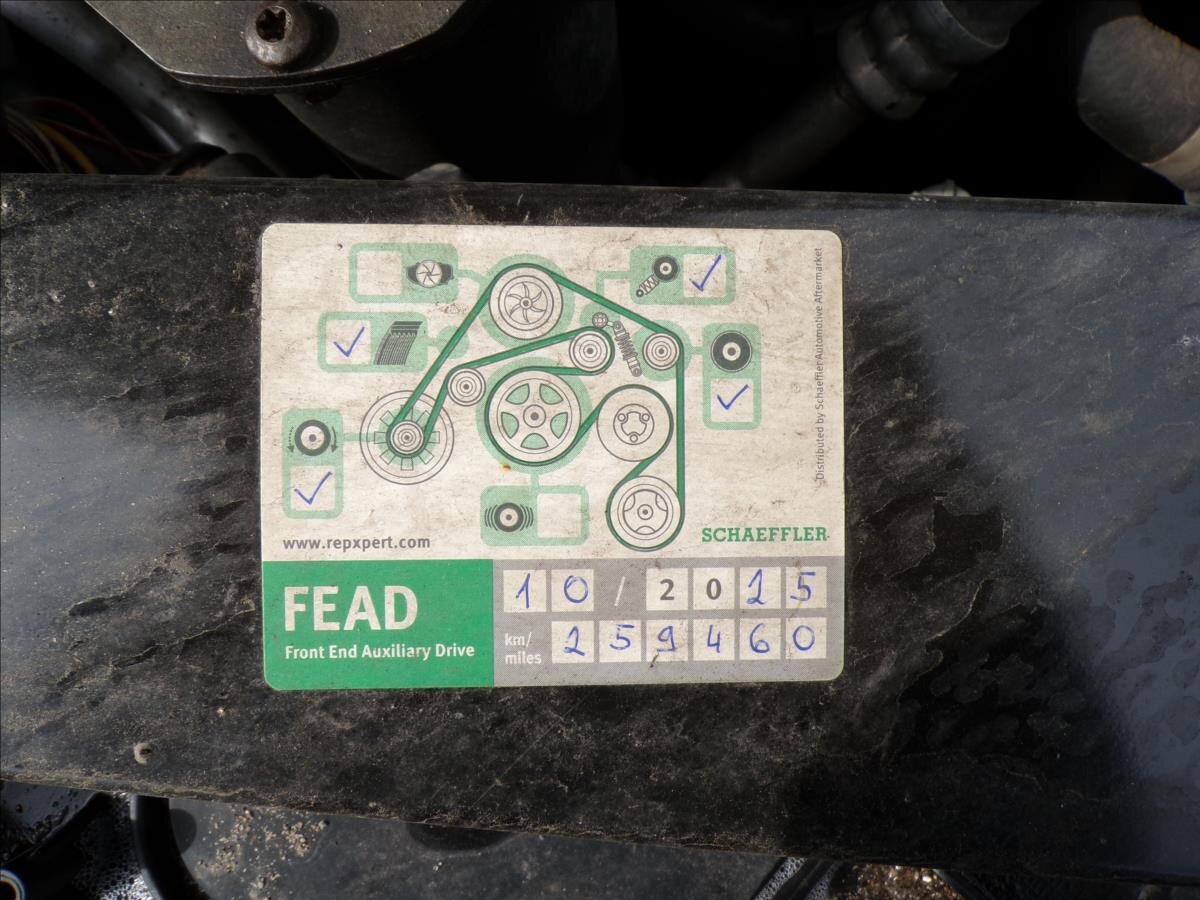 Distributed by Schaeffler Automotive Aftermarket
www.repxpert.com
SCHAEFFLER
FEAD
Front End Auxiliary Drive
10 / 2015
km/
miles
259460